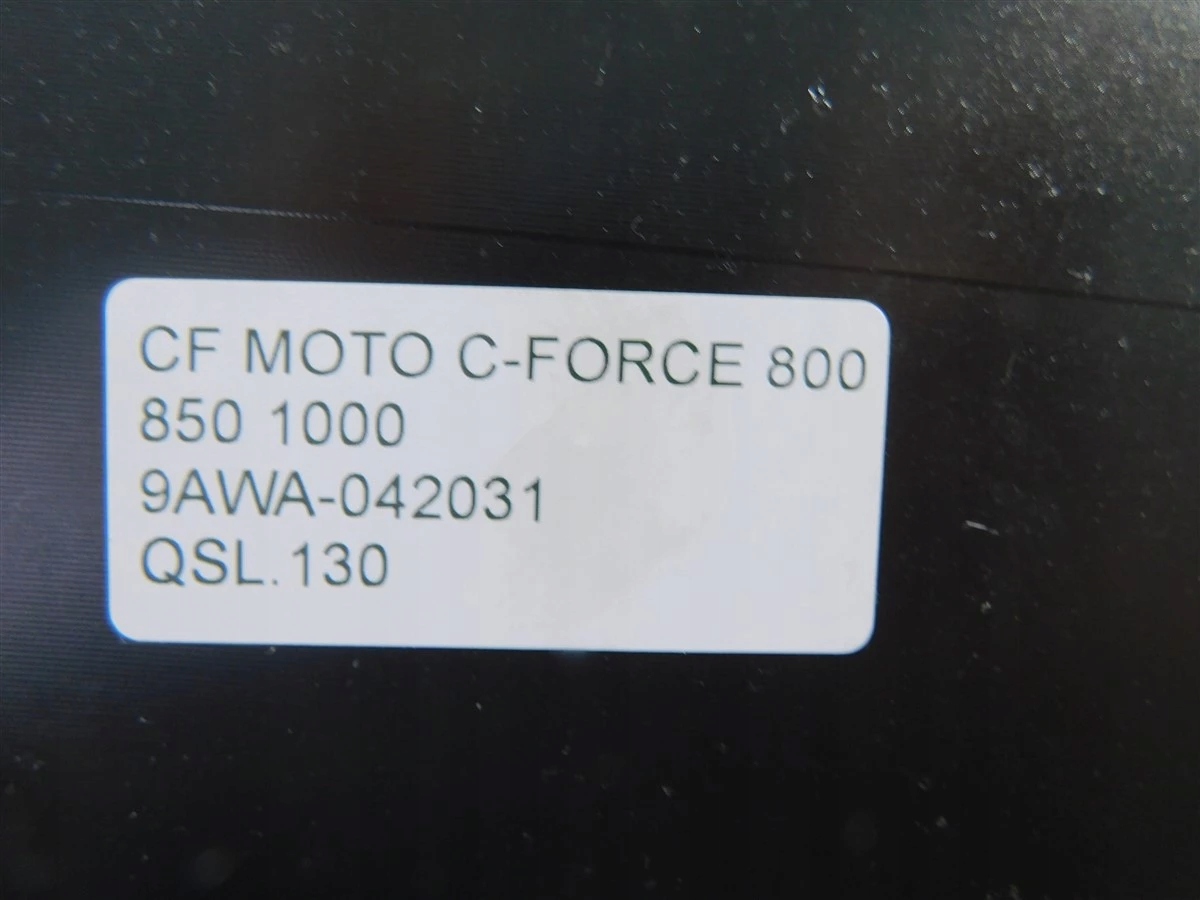 CF MOTO C-FORCE 800
850 1000
9AWA-042031
QSL.130